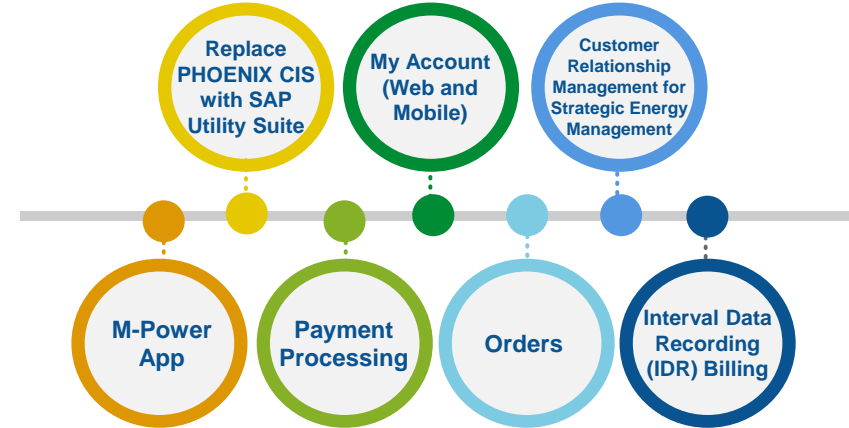 Replace
PHOENIX CIS
with SAP
Utility Suite
My Account
(Web and
Mobile)
Customer
Relationship
Management for
Strategic Energy
Management
M-Power
App
Payment
Processing
Orders
Interval Data
Recording
(IDR) Billing